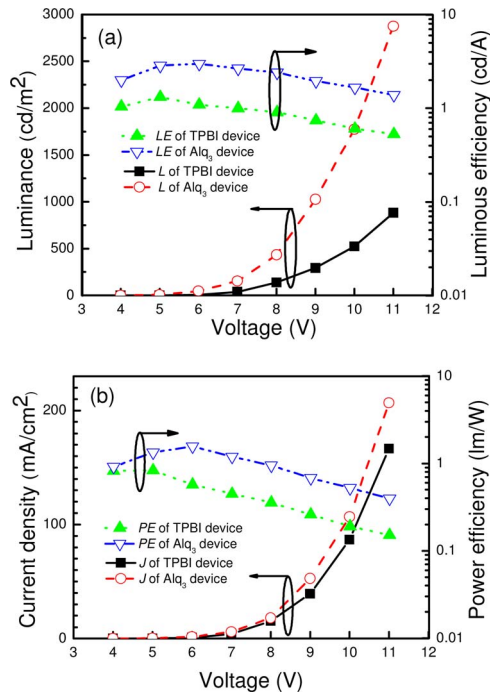 (a)
Luminance (cd/m²)
3000
2500
2000
1500
1000
500
0
LE of TPBI device
LE of Alq₃ device
L of TPBI device
L of Alq₃ device
10
1
0.1
0.01
Luminous efficiency (cd/A)
3 4 5 6 7 8 9 10 11 12
Voltage (V)
(b)
Current density (mA/cm²)
200
100
0
PE of TPBI device
PE of Alq₃ device
J of TPBI device
J of Alq₃ device
10
1
0.1
0.01
Power efficiency (lm/W)
3 4 5 6 7 8 9 10 11 12
Voltage (V)